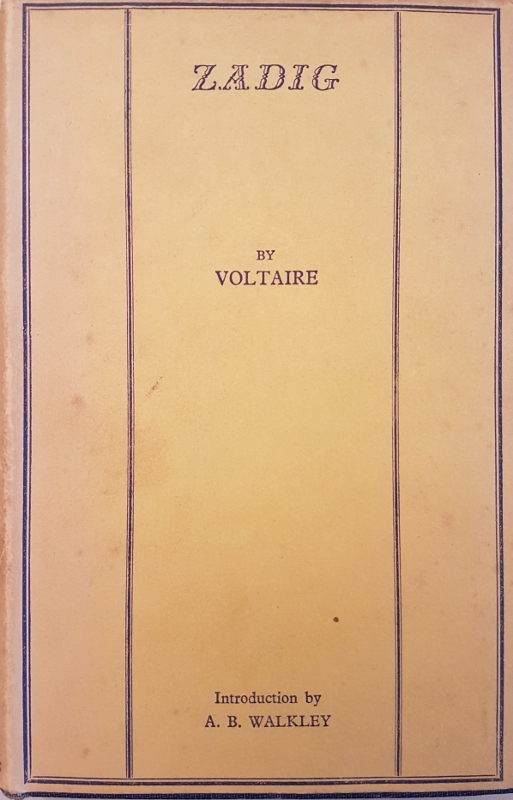 ZADIG
BY
VOLTAIRE
Introduction by
A. B. WALKLEY